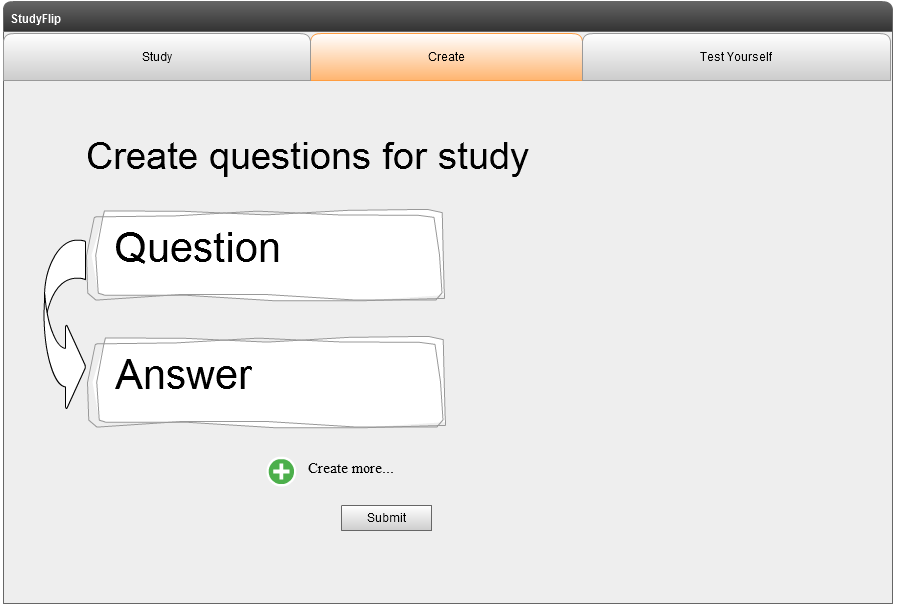 StudyFlip
Study Create Test Yourself
Create questions for study
Question
Answer
Create more...
Submit